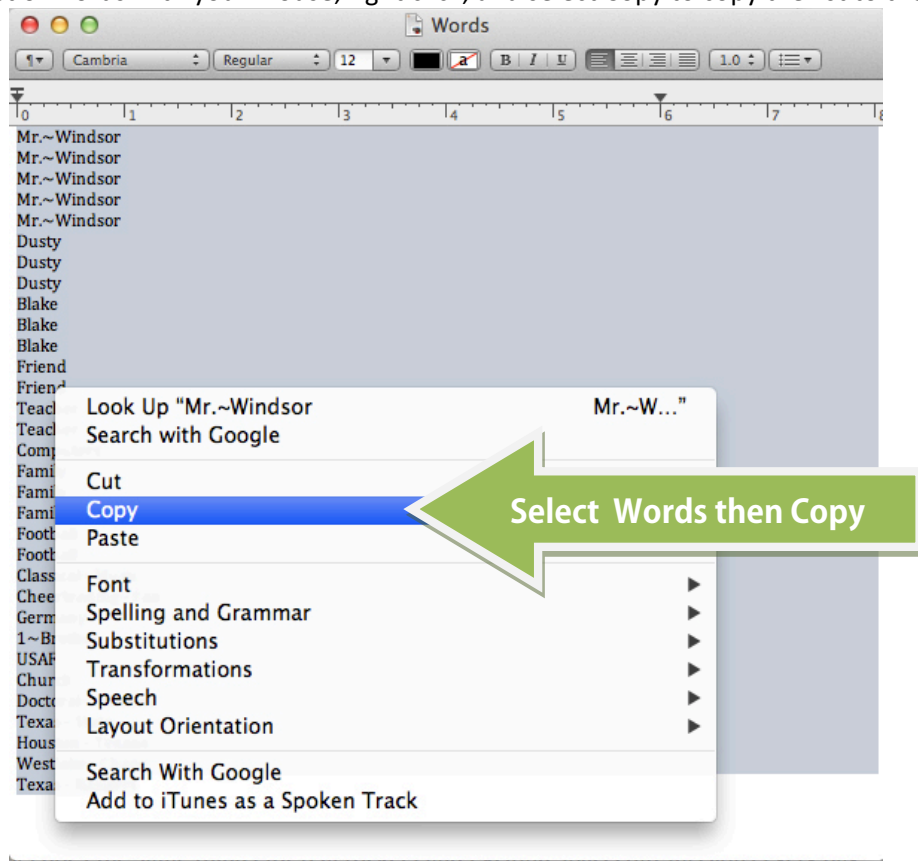 Words
Cambria Regular 12 a B I U 1.0
0 1 2 3 4 5 6 7
Mr.~Windsor
Mr.~Windsor
Mr.~Windsor
Mr.~Windsor
Mr.~Windsor
Dusty
Dusty
Dusty
Blake
Blake
Blake
Friend
Friend
Look Up “Mr.~Windsor Mr.~W...”
Search with Google
Cut
Copy
Paste
Select Words then Copy
Font
Spelling and Grammar
Substitutions
Transformations
Speech
Layout Orientation
Search With Google
Add to iTunes as a Spoken Track